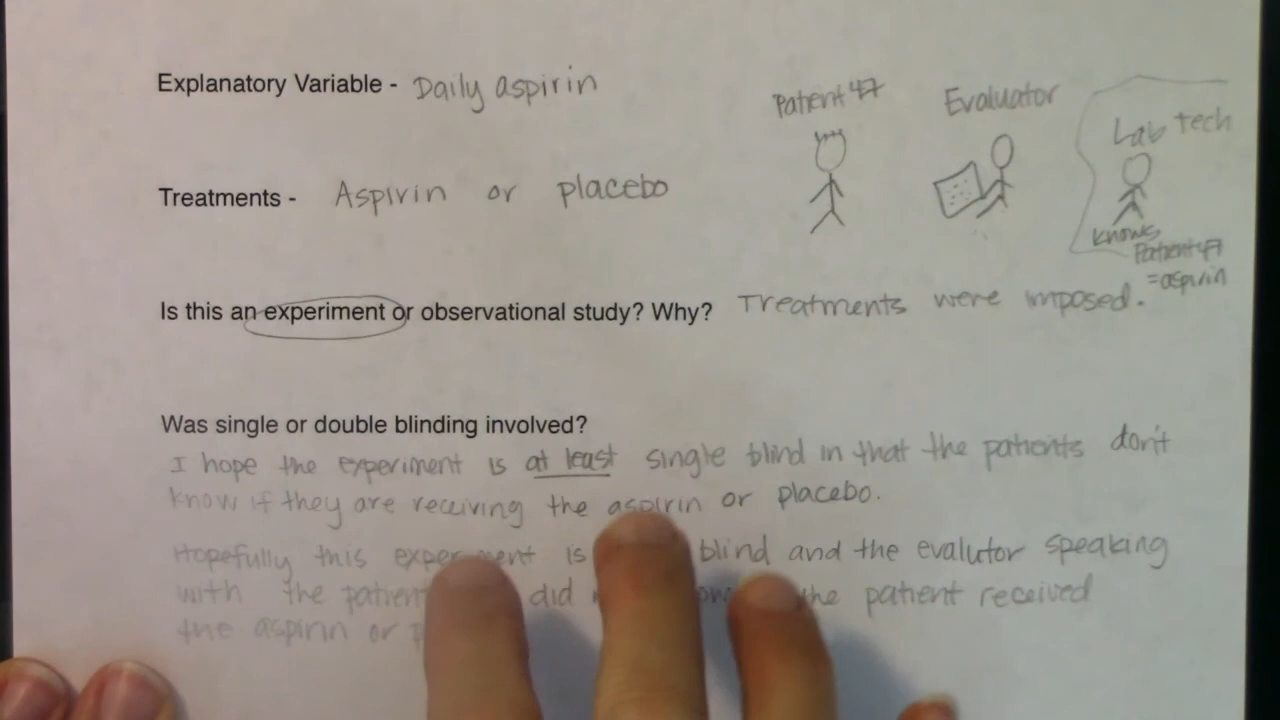 Explanatory Variable - Daily aspirin
Patient 47
Evaluator
Lab tech
Treatments - Aspirin or placebo
knows
Patient 47
= aspirin
Is this an experiment or observational study? Why? Treatments were imposed.
Was single or double blinding involved?
I hope the experiment is at least single blind in that the patients don't
know if they are receiving the aspirin or placebo.
Hopefully this experiment is blind and the evalutor speaking
with the patient did the patient received
the aspirin or